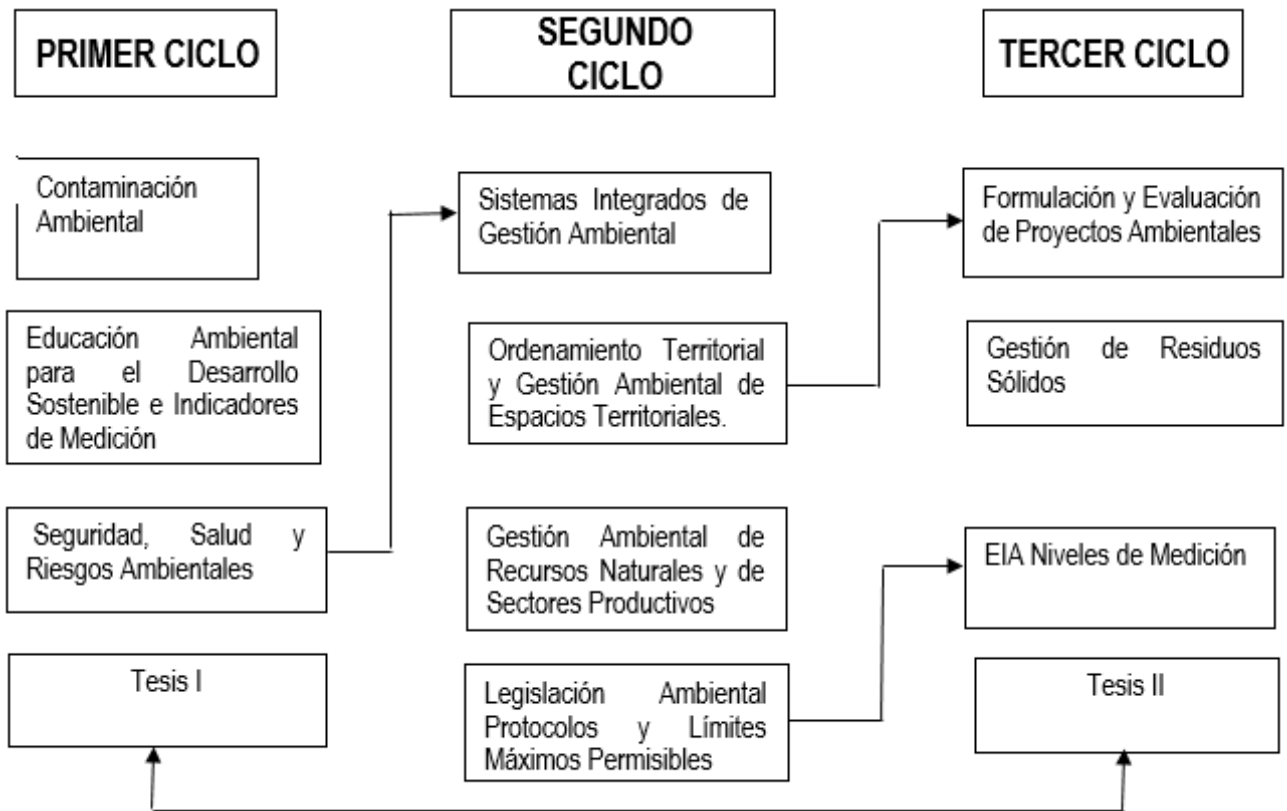 PRIMER CICLO
SEGUNDO
CICLO
TERCER CICLO
Contaminación
Ambiental
Educación Ambiental
para el Desarrollo
Sostenible e Indicadores
de Medición
Seguridad, Salud y
Riesgos Ambientales
Tesis I
Sistemas Integrados de
Gestión Ambiental
Ordenamiento Territorial
y Gestión Ambiental de
Espacios Territoriales.
Gestión Ambiental de
Recursos Naturales y de
Sectores Productivos
Legislación Ambiental
Protocolos y Límites
Máximos Permisibles
Formulación y Evaluación
de Proyectos Ambientales
Gestión de Residuos
Sólidos
EIA Niveles de Medición
Tesis II